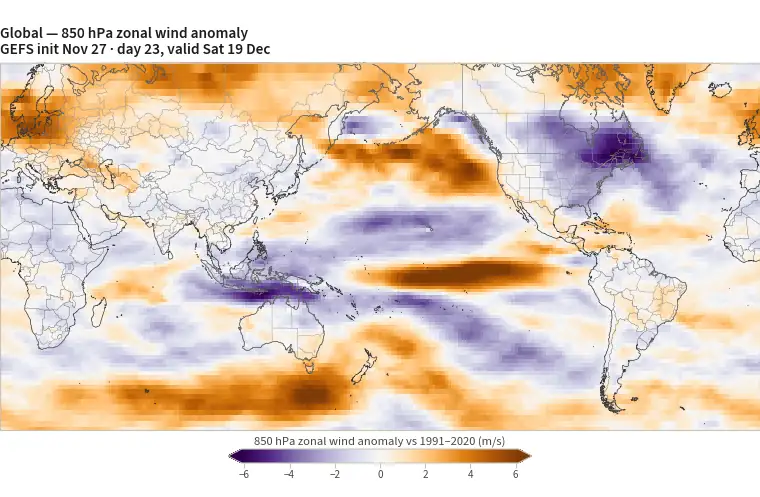 Global — 850 hPa zonal wind anomaly
GEFS init Nov 27 · day 23, valid Sat 19 Dec
850 hPa zonal wind anomaly vs 1991–2020 (m/s)
−6 −4 −2 0 2 4 6